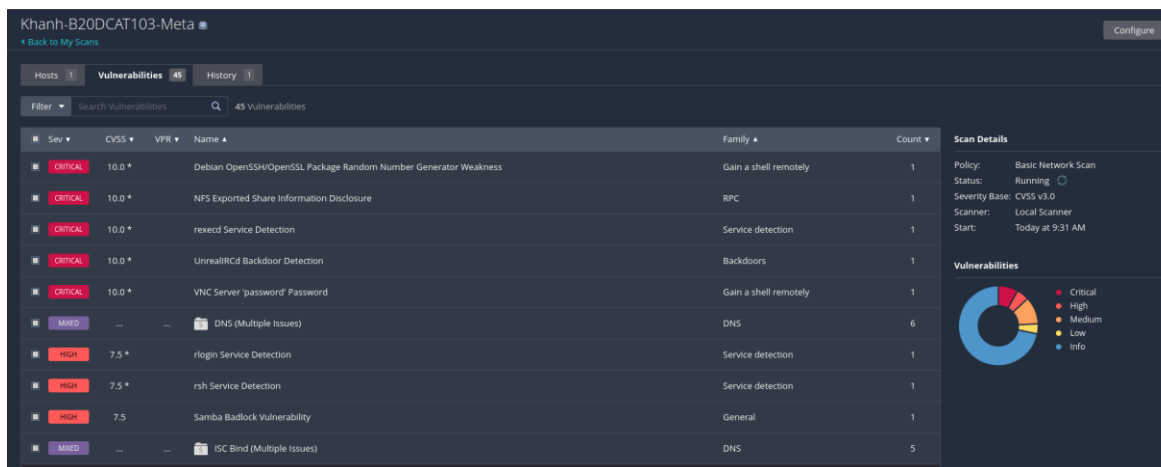 Khanh-B20DCAT103-Meta
Back to My Scans
Configure
Hosts 1 Vulnerabilities 45 History 1
Filter Search Vulnerabilities 45 Vulnerabilities
Sev CVSS VPR Name Family Count
CRITICAL 10.0 * Debian OpenSSH/OpenSSL Package Random Number Generator Weakness Gain a shell remotely 1
CRITICAL 10.0 * NFS Exported Share Information Disclosure RPC 1
CRITICAL 10.0 * rexecd Service Detection Service detection 1
CRITICAL 10.0 * UnrealIRCd Backdoor Detection Backdoors 1
CRITICAL 10.0 * VNC Server 'password' Password Gain a shell remotely 1
MIXED ... ... 5 DNS (Multiple Issues) DNS 6
HIGH 7.5 * rlogin Service Detection Service detection 1
HIGH 7.5 * rsh Service Detection Service detection 1
HIGH 7.5 Samba Badlock Vulnerability General 1
MIXED ... ... 5 ISC Bind (Multiple Issues) DNS 5
Scan Details
Policy: Basic Network Scan
Status: Running
Severity Base: CVSS v3.0
Scanner: Local Scanner
Start: Today at 9:31 AM
Vulnerabilities
Critical
High
Medium
Low
Info